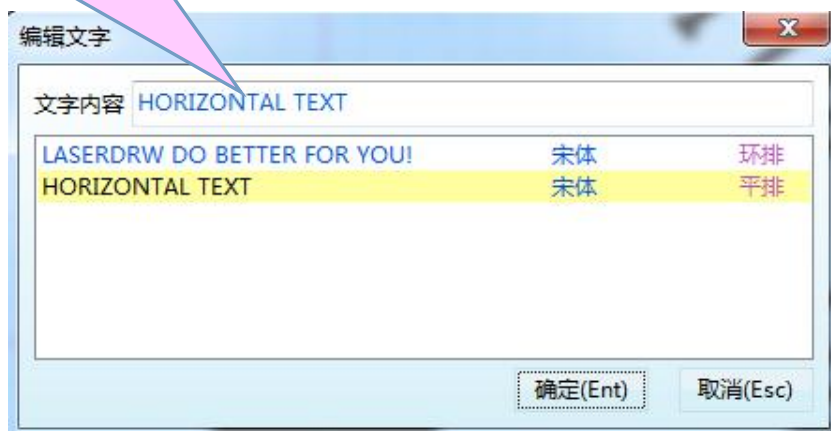 编辑文字
文字内容 HORIZONTAL TEXT
LASERDRW DO BETTER FOR YOU! 宋体 环排
HORIZONTAL TEXT 宋体 平排
确定(Ent) 取消(Esc)